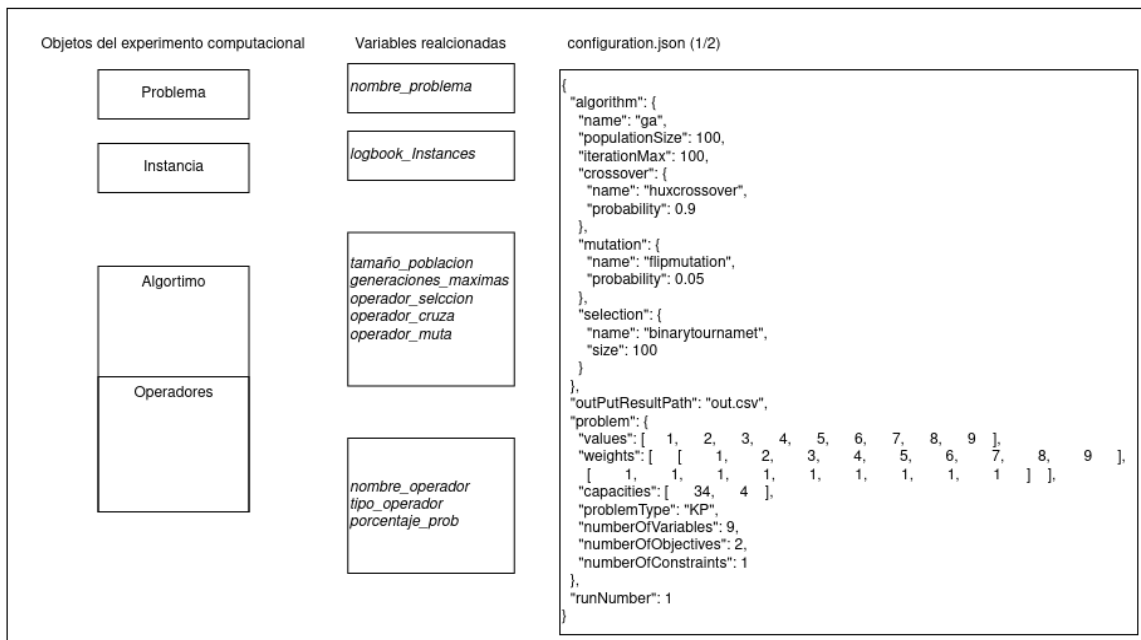 Objetos del experimento computacional
Problema
Instancia
Algortimo
Operadores
Variables realcionadas
nombre_problema
logbook_Instances
tamaño_poblacion
generaciones_maximas
operador_selccion
operador_cruza
operador_muta
nombre_operador
tipo_operador
porcentaje_prob
configuration.json (1/2)
{
"algorithm": {
"name": "ga",
"populationSize": 100,
"iterationMax": 100,
"crossover": {
"name": "huxcrossover",
"probability": 0.9
},
"mutation": {
"name": "flipmutation",
"probability": 0.05
},
"selection": {
"name": "binarytournamet",
"size": 100
}
},
"outPutResultPath": "out.csv",
"problem": {
"values": [ 1, 2, 3, 4, 5, 6, 7, 8, 9 ],
"weights": [ [ 1, 2, 3, 4, 5, 6, 7, 8, 9 ],
[ 1, 1, 1, 1, 1, 1, 1, 1, 1 ] ],
"capacities": [ 34, 4 ],
"problemType": "KP",
"numberOfVariables": 9,
"numberOfObjectives": 2,
"numberOfConstraints": 1
},
"runNumber": 1
}